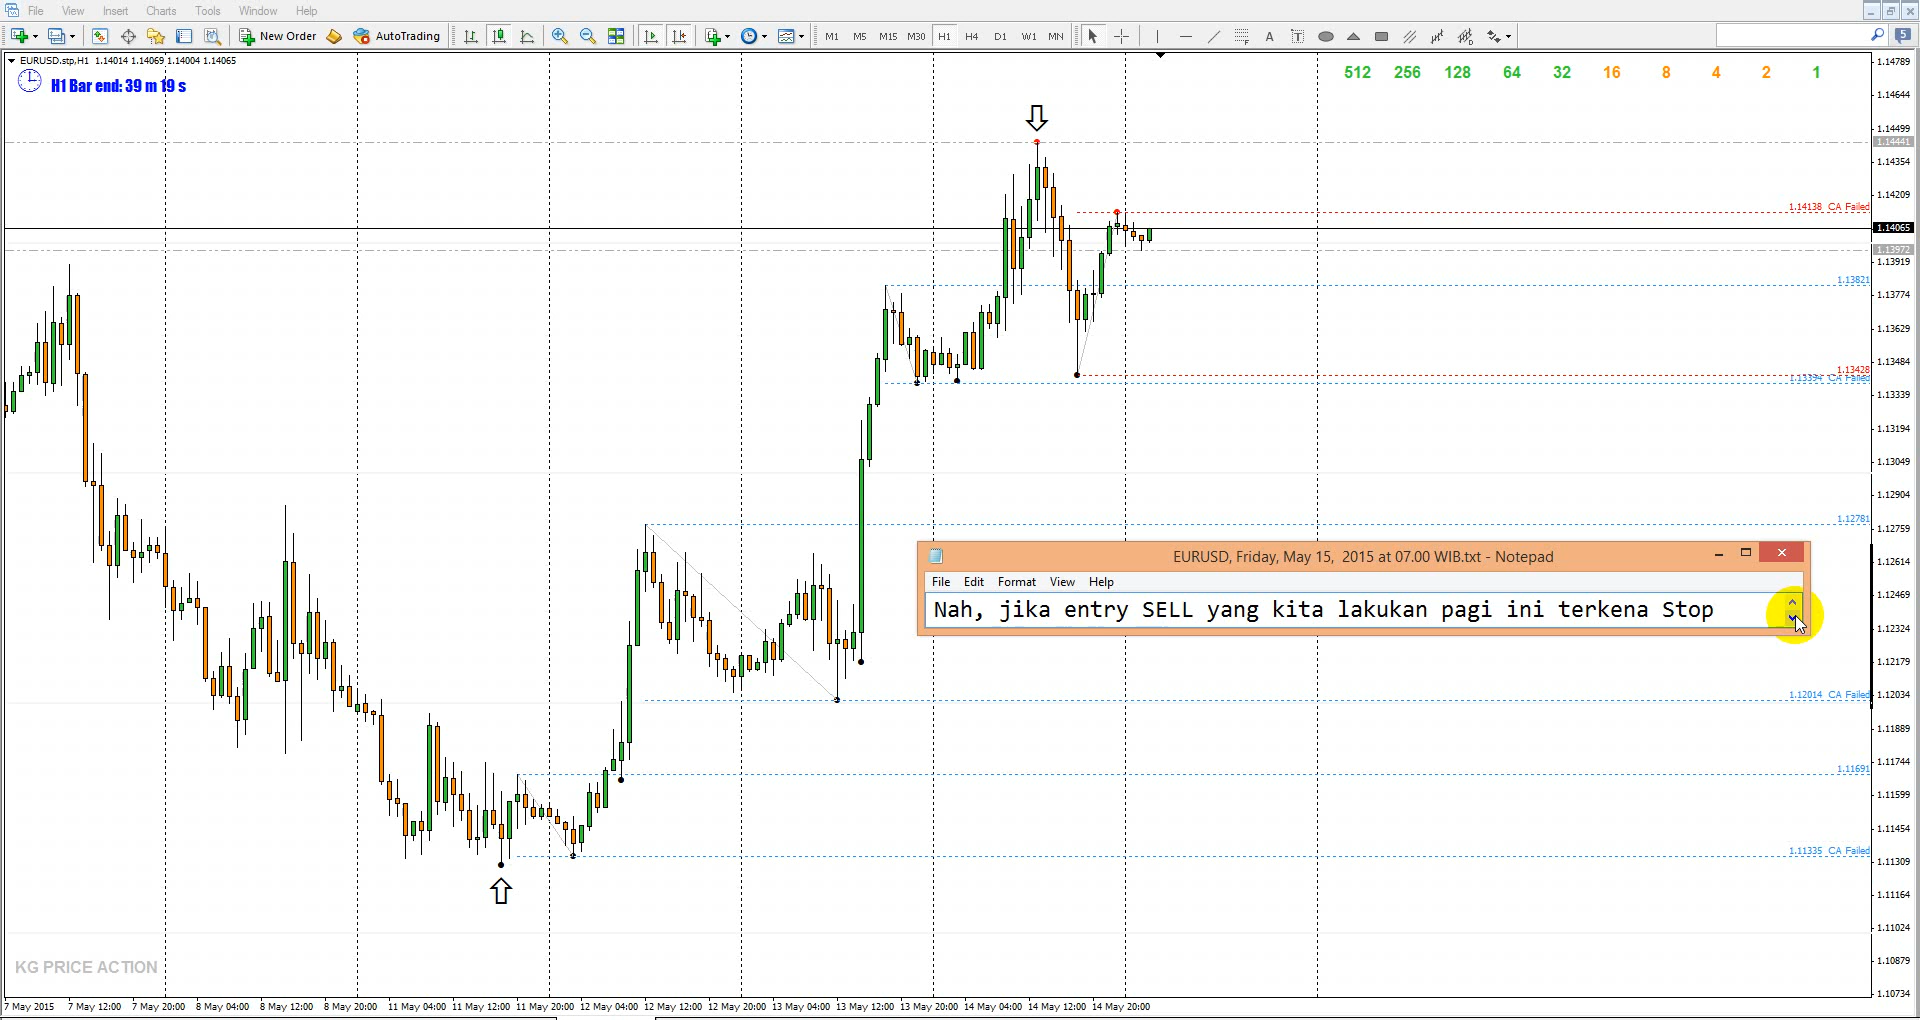 File View Insert Charts Tools Window Help
New Order AutoTrading M1 M5 M15 M30 H1 H4 D1 W1 MN A T 5
EURUSD.stp,H1 1.14014 1.14069 1.14004 1.14065
H1 Bar end: 39 m 19 s
512 256 128 64 32 16 8 4 2 1
1.14789
1.14644
1.14499
1.14441
1.14354
1.14209
1.14138 CA Failed
1.14065
1.13972
1.13919
1.13821
1.13774
1.13629
1.13484
1.13428
1.13394 CA Failed
1.13339
1.13194
1.13049
1.12904
1.12781
1.12759
1.12614
1.12469
1.12324
1.12179
1.12034
1.12014 CA Failed
1.11889
1.11744
1.11691
1.11599
1.11454
1.11335 CA Failed
1.11309
1.11164
1.11024
1.10879
1.10734
EURUSD, Friday, May 15, 2015 at 07.00 WIB.txt - Notepad
File Edit Format View Help
Nah, jika entry SELL yang kita lakukan pagi ini terkena Stop
KG PRICE ACTION
7 May 2015 7 May 12:00 7 May 20:00 8 May 04:00 8 May 12:00 8 May 20:00 11 May 04:00 11 May 12:00 11 May 20:00 12 May 04:00 12 May 12:00 12 May 20:00 13 May 04:00 13 May 12:00 13 May 20:00 14 May 04:00 14 May 12:00 14 May 20:00